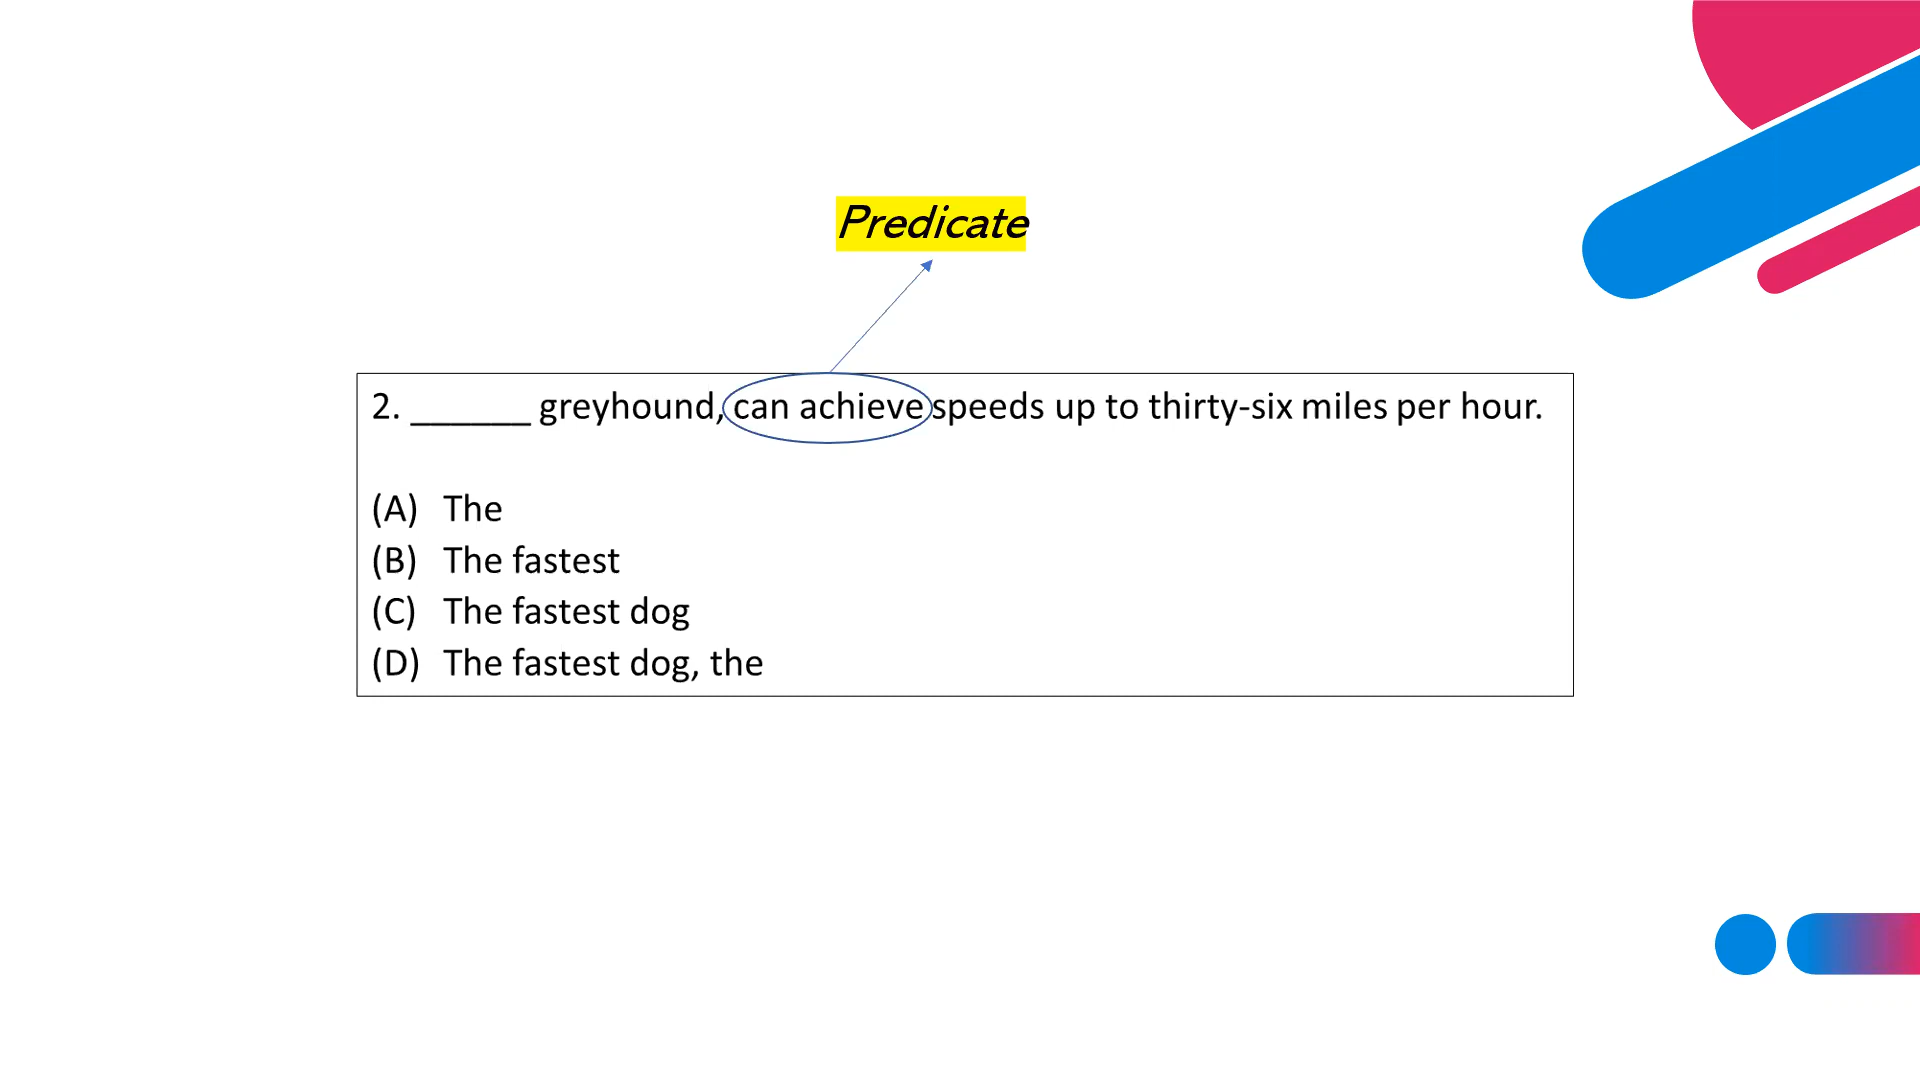 Predicate
2. ______ greyhound, can achieve speeds up to thirty-six miles per hour.
(A) The
(B) The fastest
(C) The fastest dog
(D) The fastest dog, the